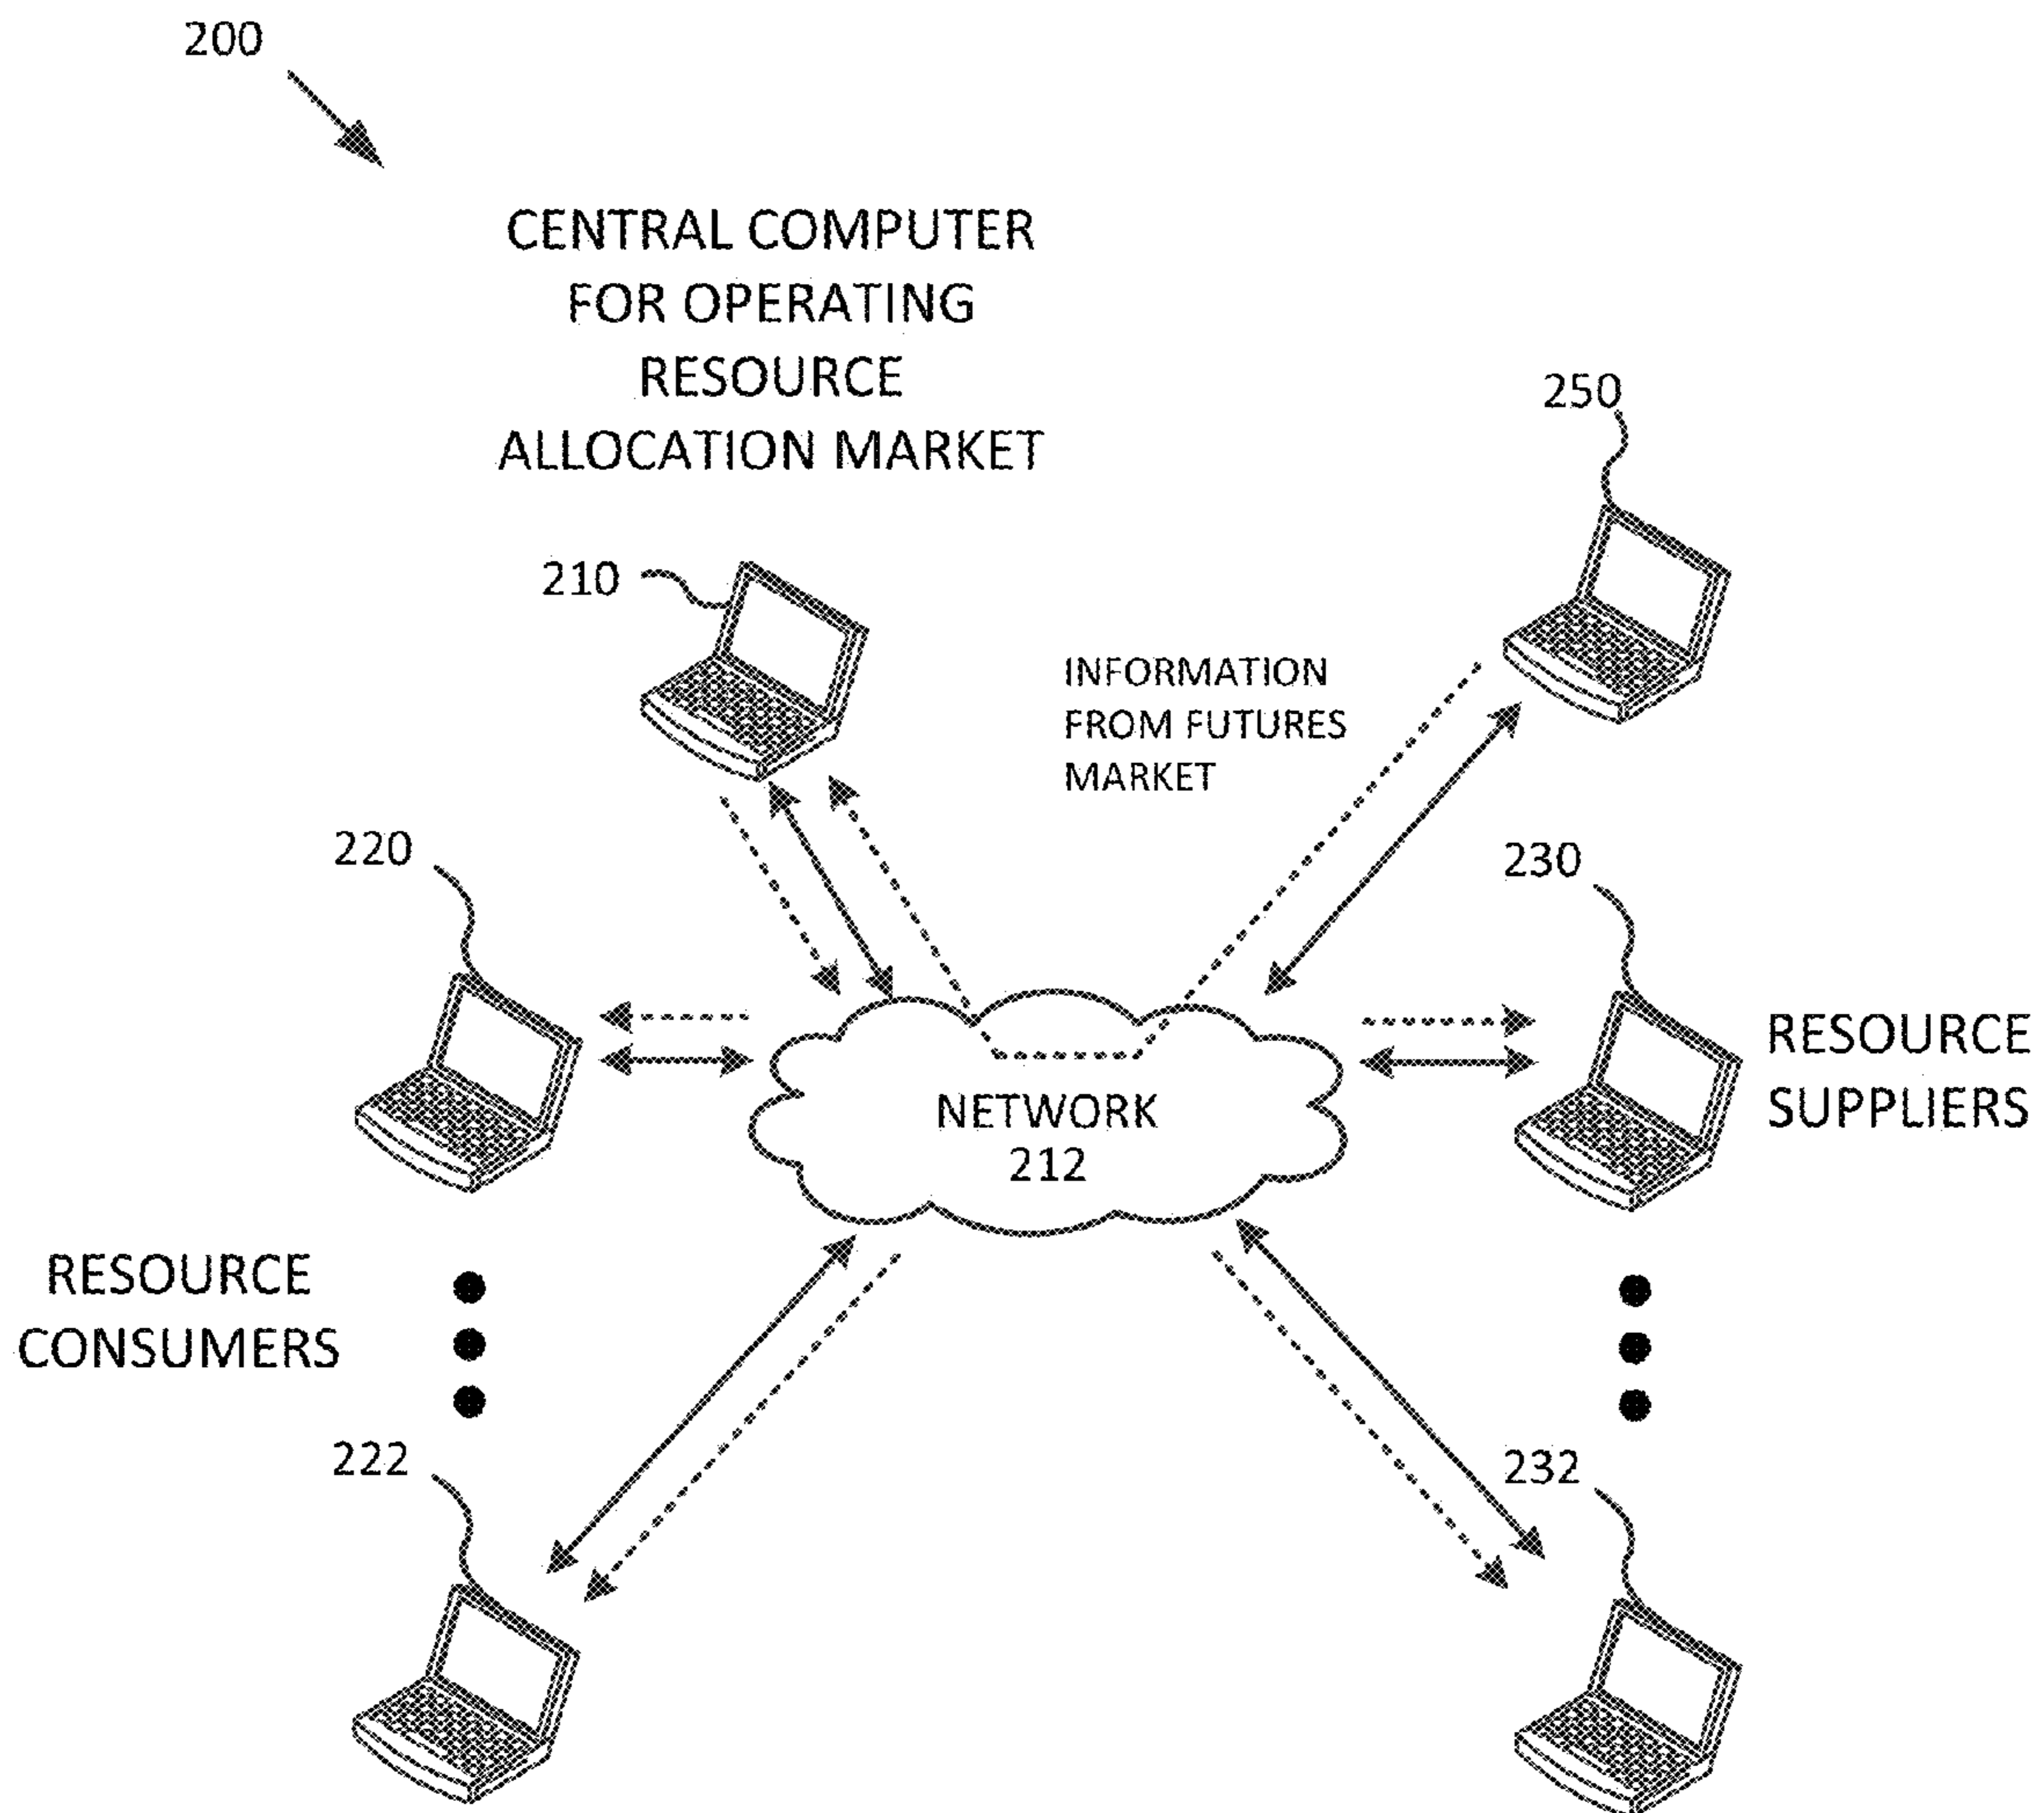 200
CENTRAL COMPUTER
FOR OPERATING
RESOURCE
ALLOCATION MARKET
250
210
INFORMATION
FROM FUTURES
MARKET
220
230
RESOURCE
SUPPLIERS
NETWORK
212
RESOURCE
CONSUMERS
222
232